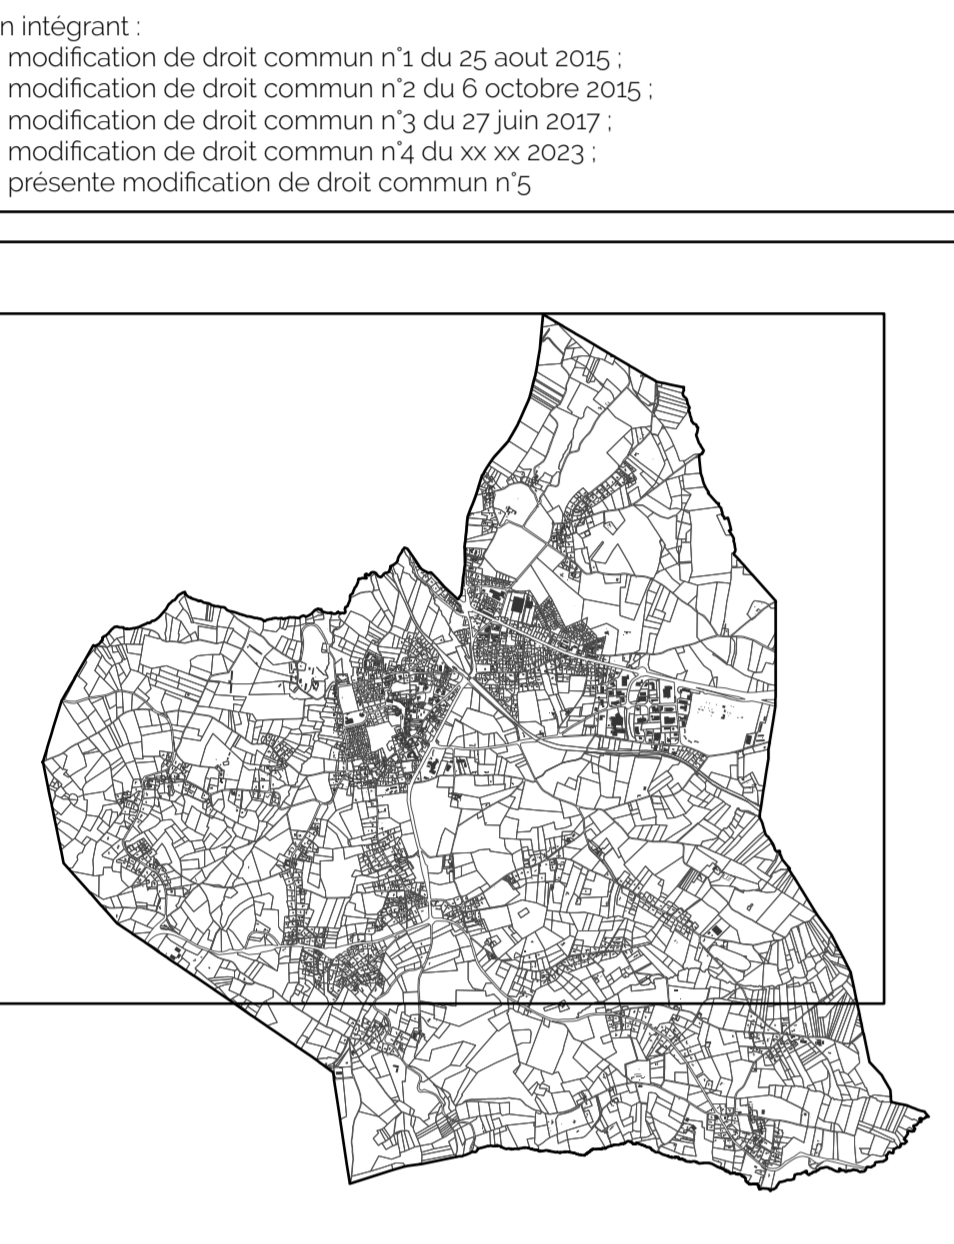 n intégrant :
modification de droit commun n°1 du 25 aout 2015 ;
modification de droit commun n°2 du 6 octobre 2015 ;
modification de droit commun n°3 du 27 juin 2017 ;
modification de droit commun n°4 du xx xx 2023 ;
présente modification de droit commun n°5